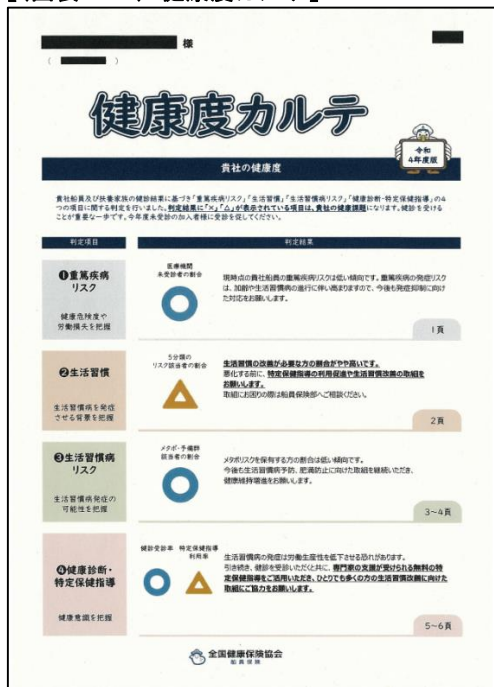 様
健康度カルテ
令和
4年度版
貴社の健康度
貴社船員及び扶養家族の健診結果に基づき「重篤疾病リスク」「生活習慣」「生活習慣病リスク」「健康診断・特定保健指導」の4
つの項目に関する判定を行いました。判定結果に「×」「△」が表示されている項目は、貴社の健康課題になります。健診を受ける
ことが重要な一歩です。今年度未受診の加入者様に受診を促してください。
判定項目
判定結果
❶重篤疾病
リスク
健康危険度や
労働損失を把握
医療機関
未受診者の割合
現時点の貴社船員の重篤疾病リスクは低い傾向です。重篤疾病の発症リスク
は、加齢や生活習慣病の進行に伴い高まりますので、今後も発症抑制に向け
た対応をお願いします。
1頁
❷生活習慣
生活習慣病を発症
させる背景を把握
5分類の
リスク該当者の割合
生活習慣の改善が必要な方の割合がやや高いです。
悪化する前に、特定保健指導の利用促進や生活習慣改善の取組を
お願いします。
取組にお困りの際は船員保険部へご相談ください。
2頁
❸生活習慣病
リスク
生活習慣病発症の
可能性を把握
メタボ・予備群
該当者の割合
メタボリスクを保有する方の割合は低い傾向です。
今後も生活習慣病予防、肥満防止に向けた取組を継続いただき、
健康維持増進をお願いします。
3~4頁
❹健康診断・
特定保健指導
健康意識を把握
健診受診率
特定保健指導
利用率
生活習慣病の発症は労働生産性を低下させる恐れがあります。
引き続き、健診を受診いただくと共に、専門家の支援が受けられる無料の特
定保健指導をご活用いただき、ひとりでも多くの方の生活習慣改善に向けた
取組にご協力をお願いします。
5~6頁
全国健康保険協会
船員保険